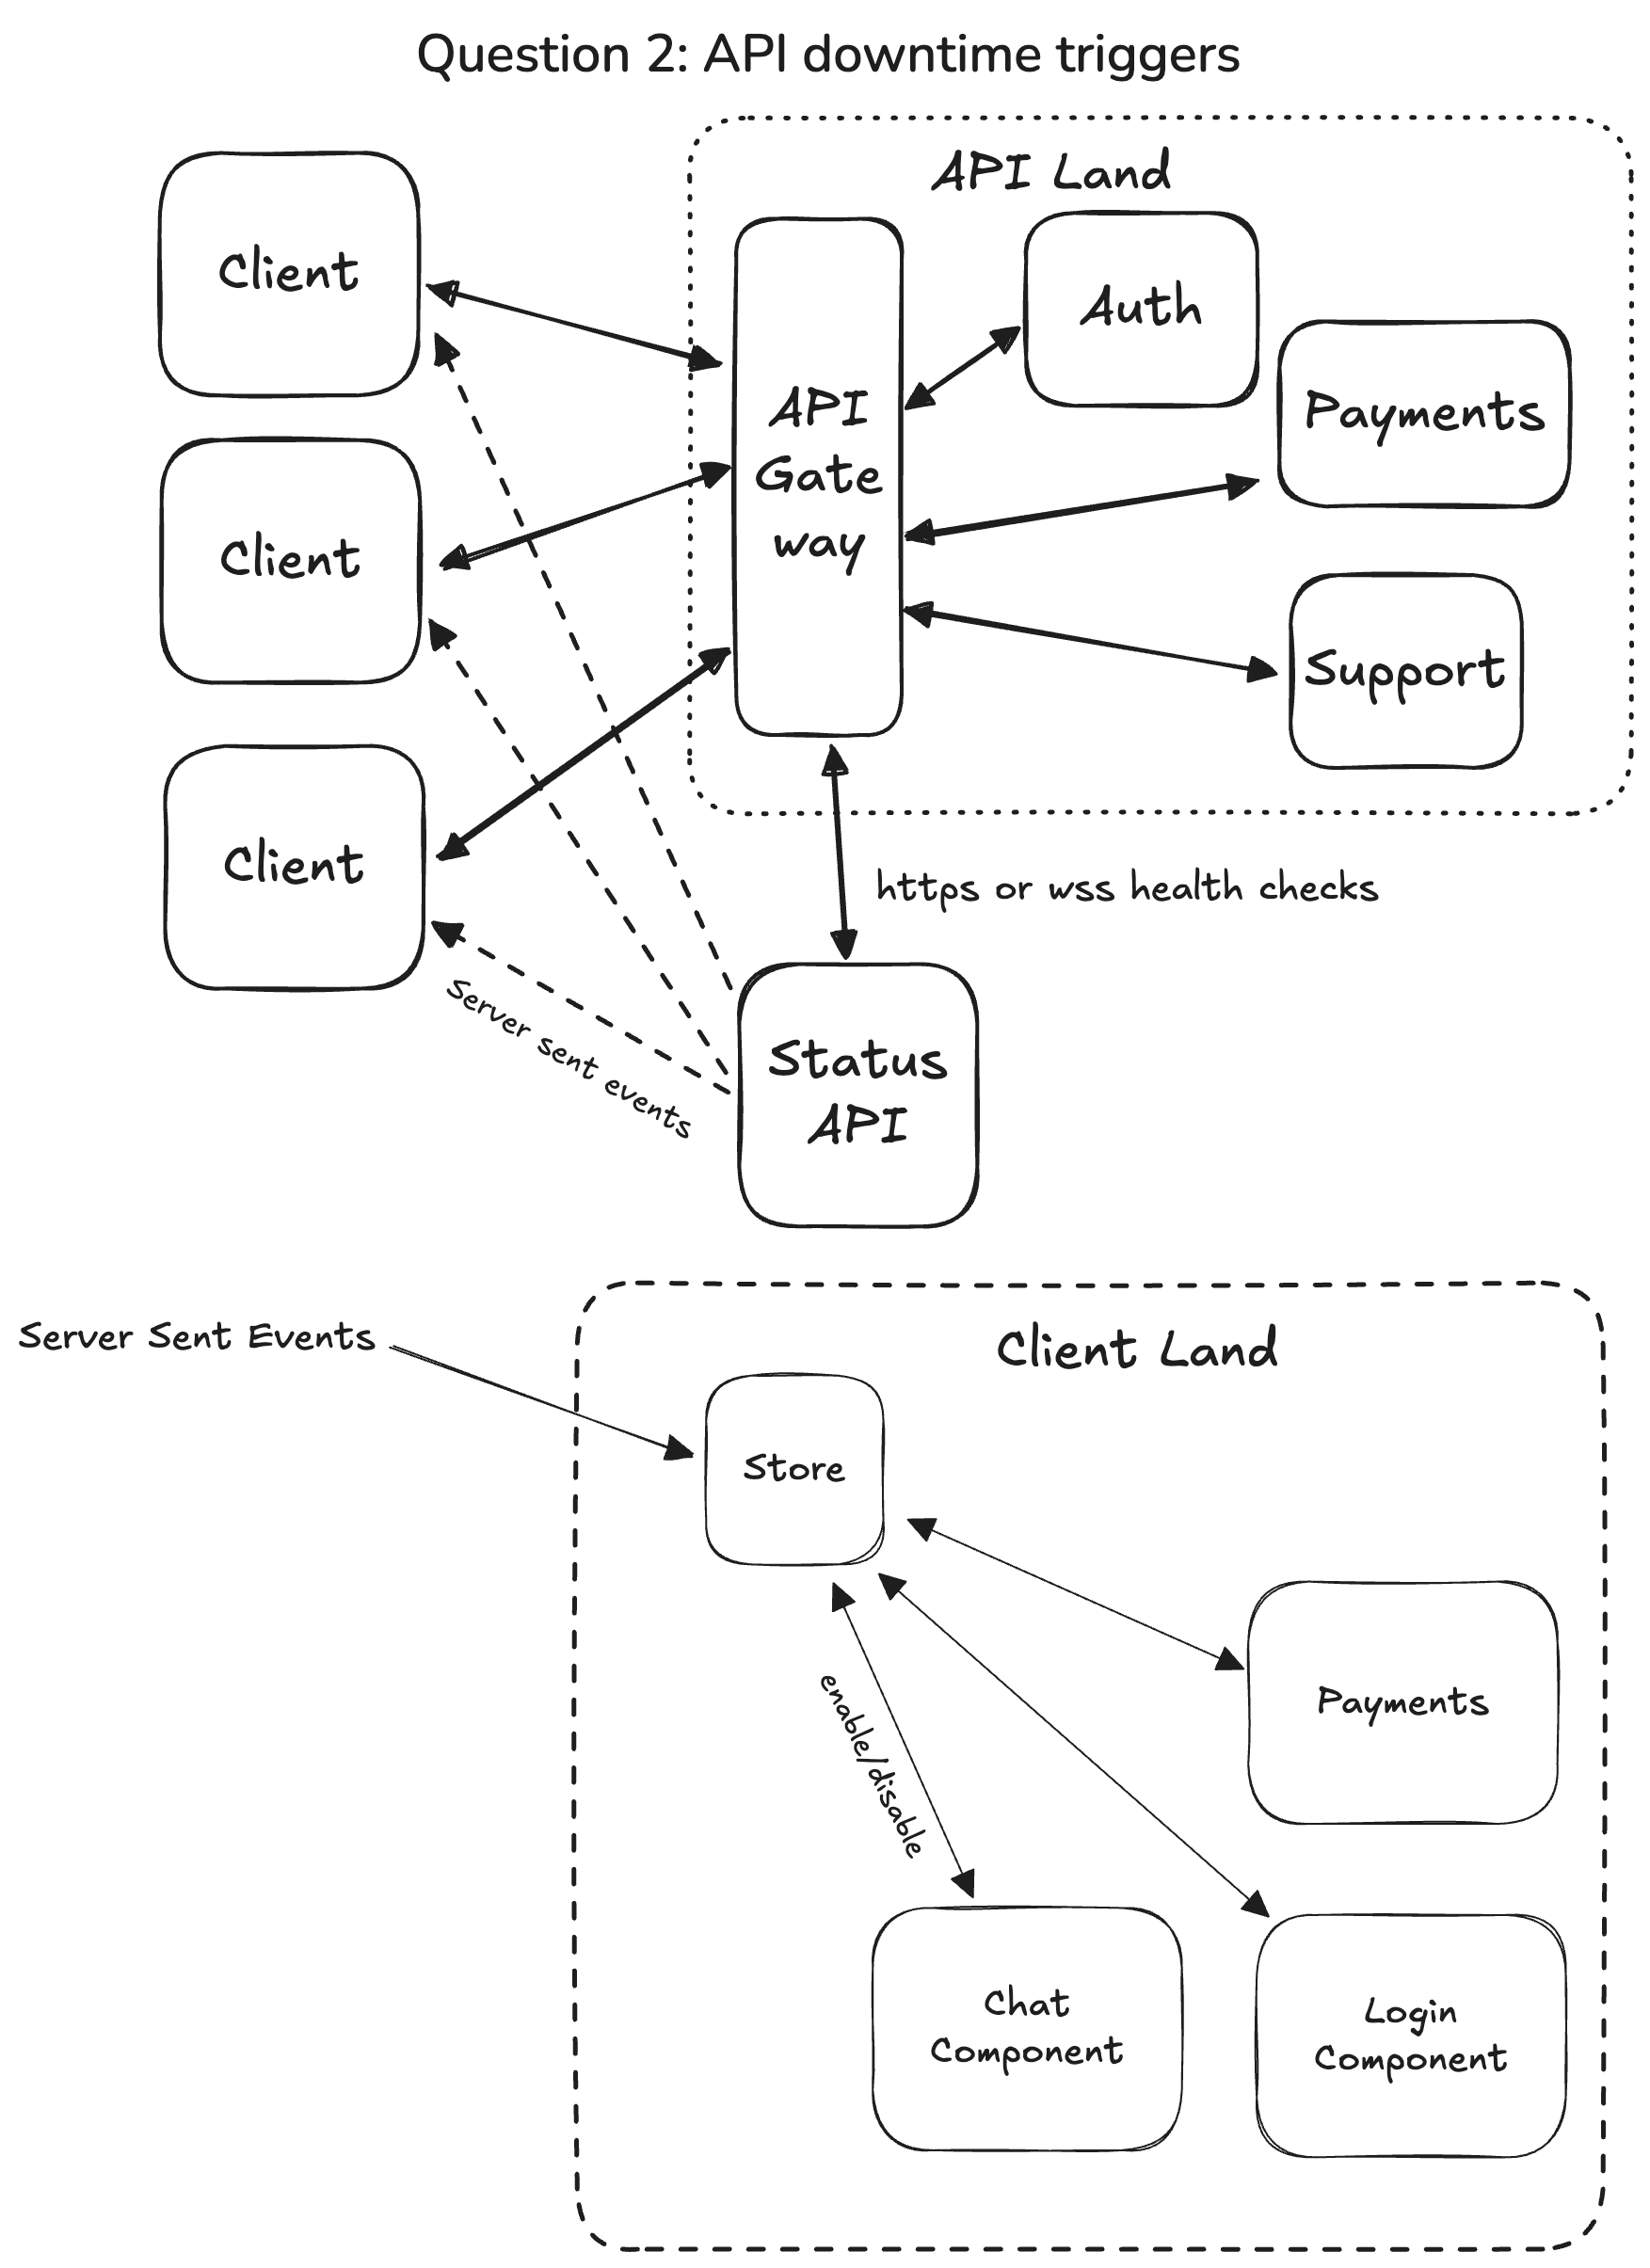 Question 2: API downtime triggers
API Land
Client
Auth
Payments
API
Gate
way
Client
Support
Client
https or wss health checks
Server sent events
Status
API
Server Sent Events
Client Land
Store
enable/disable
Payments
Chat
Component
Login
Component